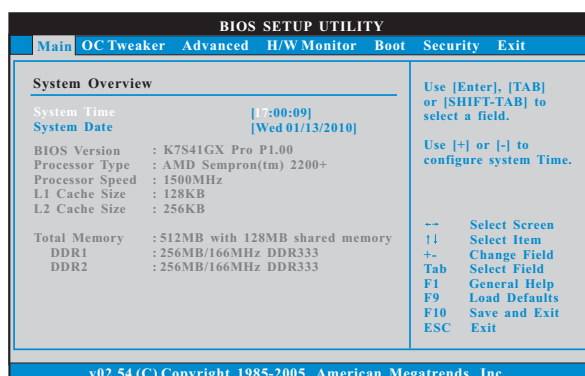 BIOS SETUP UTILITY
Main OC Tweaker Advanced H/W Monitor Boot Security Exit
System Overview
System Time [17:00:09]
System Date [Wed 01/13/2010]
BIOS Version : K7S41GX Pro P1.00
Processor Type : AMD Sempron(tm) 2200+
Processor Speed : 1500MHz
L1 Cache Size : 128KB
L2 Cache Size : 256KB
Total Memory : 512MB with 128MB shared memory
DDR1 : 256MB/166MHz DDR333
DDR2 : 256MB/166MHz DDR333
Use [Enter], [TAB]
or [SHIFT-TAB] to
select a field.
Use [+] or [-] to
configure system Time.
←→ Select Screen
↑↓ Select Item
+- Change Field
Tab Select Field
F1 General Help
F9 Load Defaults
F10 Save and Exit
ESC Exit
v02.54 (C) Copyright 1985-2005, American Megatrends, Inc.